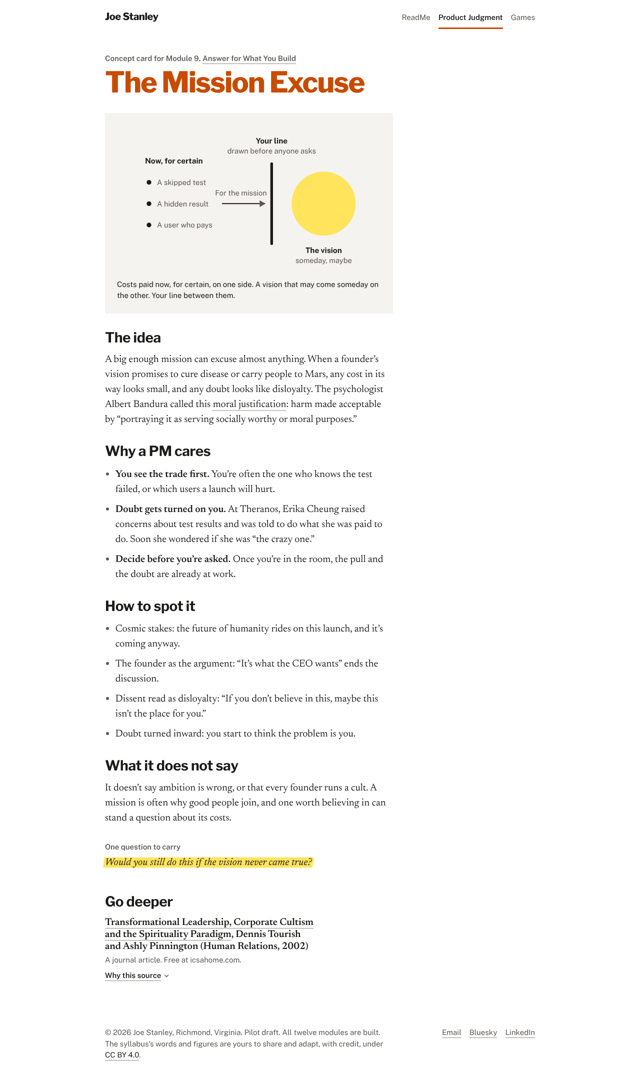 Joe Stanley
ReadMe Product Judgment Games
Concept card for Module 9, Answer for What You Build
The Mission Excuse
Your line
drawn before anyone asks
Now, for certain
A skipped test
For the mission
A hidden result
A user who pays
The vision
someday, maybe
Costs paid now, for certain, on one side. A vision that may come someday on
the other. Your line between them.
The idea
A big enough mission can excuse almost anything. When a founder’s
vision promises to cure disease or carry people to Mars, any cost in its
way looks small, and any doubt looks like disloyalty. The psychologist
Albert Bandura called this moral justification: harm made acceptable
by “portraying it as serving socially worthy or moral purposes.”
Why a PM cares
• You see the trade first. You’re often the one who knows the test
failed, or which users a launch will hurt.
• Doubt gets turned on you. At Theranos, Erika Cheung raised
concerns about test results and was told to do what she was paid to
do. Soon she wondered if she was “the crazy one.”
• Decide before you’re asked. Once you’re in the room, the pull and
the doubt are already at work.
How to spot it
• Cosmic stakes: the future of humanity rides on this launch, and it’s
coming anyway.
• The founder as the argument: “It’s what the CEO wants” ends the
discussion.
• Dissent read as disloyalty: “If you don’t believe in this, maybe this
isn’t the place for you.”
• Doubt turned inward: you start to think the problem is you.
What it does not say
It doesn’t say ambition is wrong, or that every founder runs a cult. A
mission is often why good people join, and one worth believing in can
stand a question about its costs.
One question to carry
Would you still do this if the vision never came true?
Go deeper
Transformational Leadership, Corporate Cultism
and the Spirituality Paradigm, Dennis Tourish
and Ashly Pinnington (Human Relations, 2002)
A journal article. Free at icsahome.com.
Why this source
© 2026 Joe Stanley, Richmond, Virginia. Pilot draft. All twelve modules are built.
The syllabus’s words and figures are yours to share and adapt, with credit, under
CC BY 4.0.
Email Bluesky LinkedIn